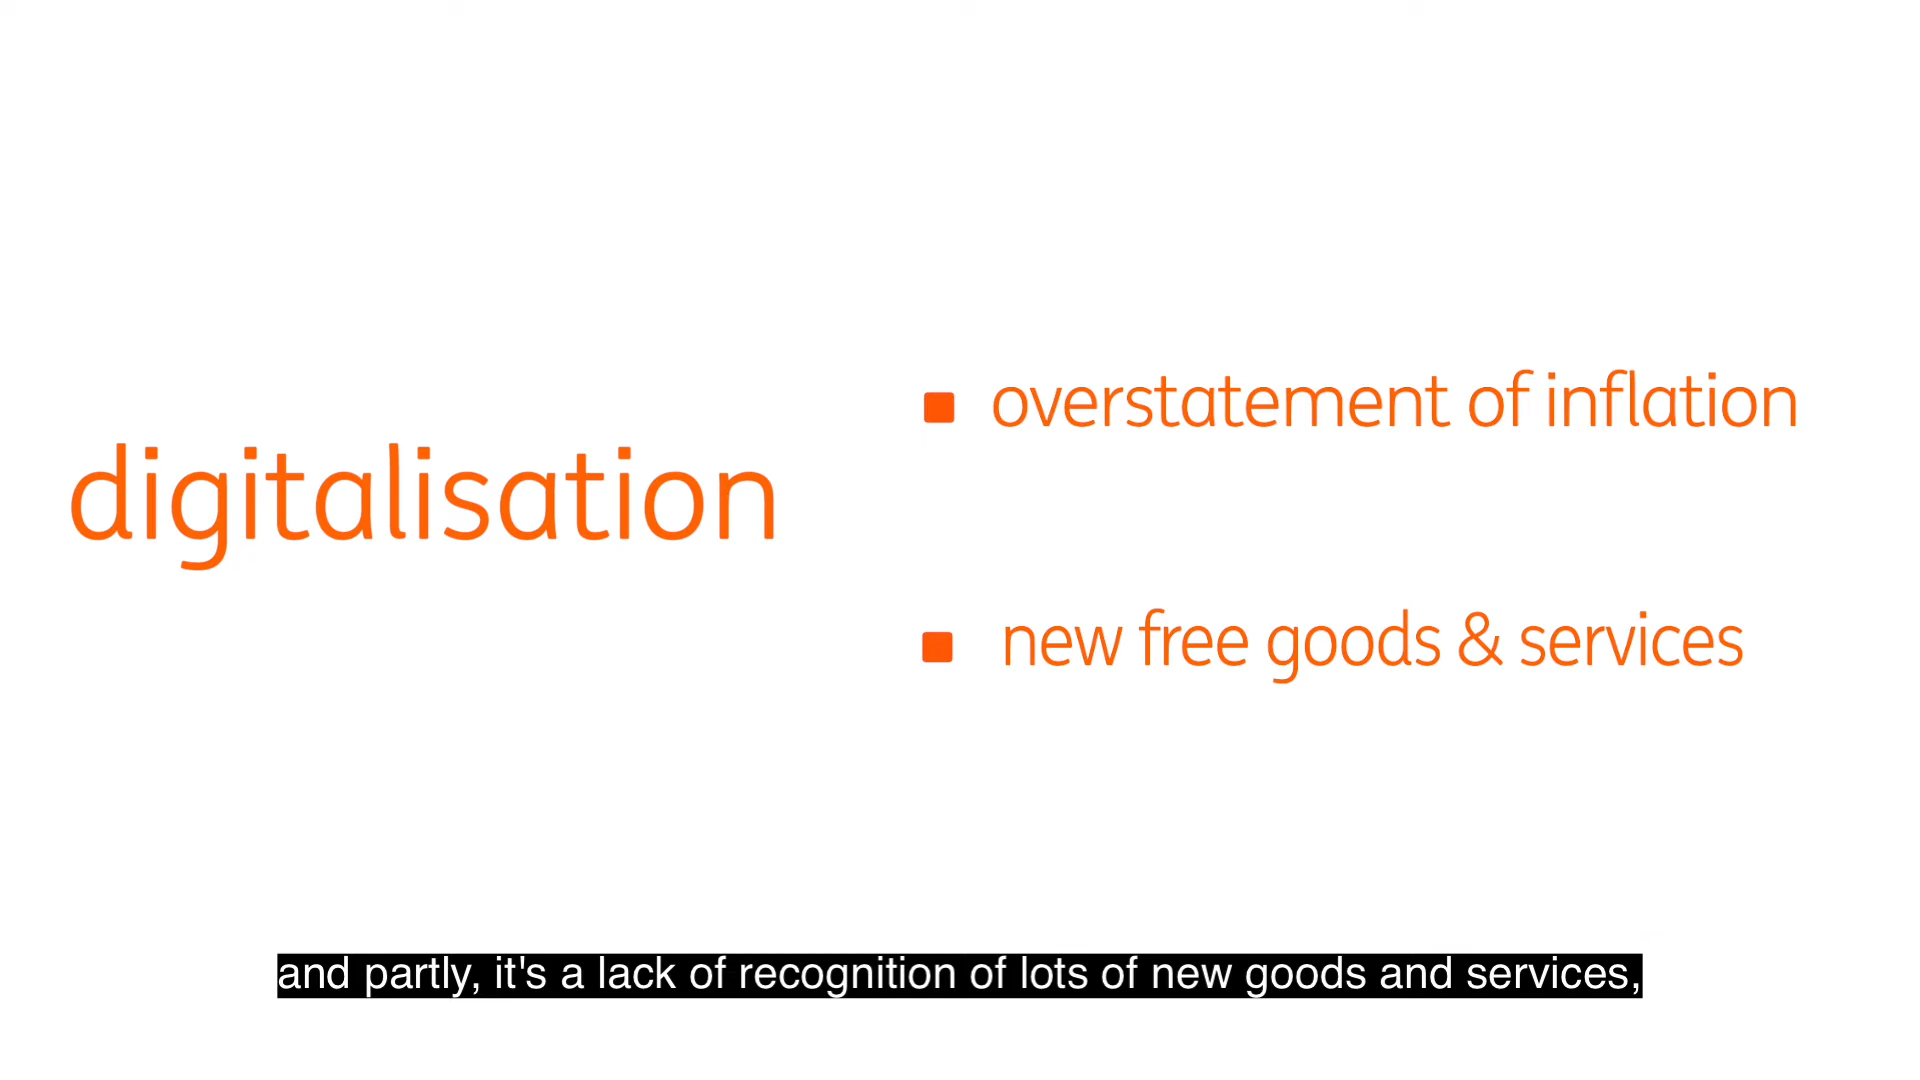 digitalisation
overstatement of inflation
new free goods & services
and partly, it's a lack of recognition of lots of new goods and services,